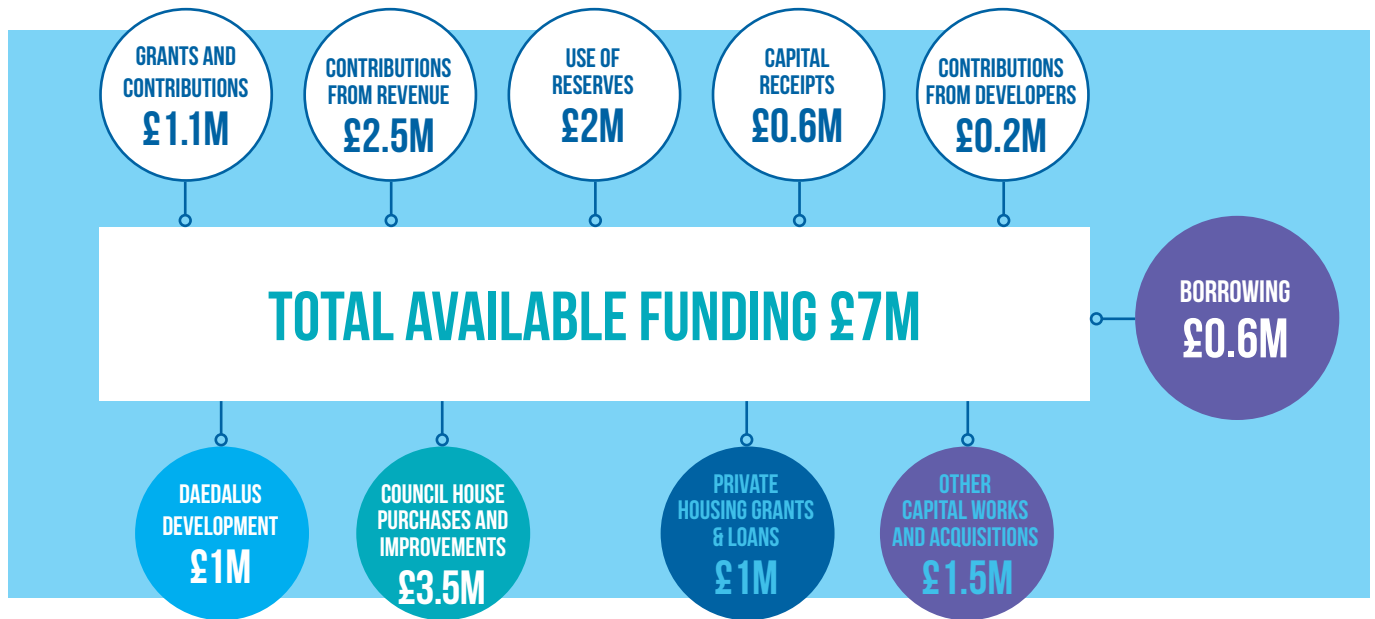 GRANTS AND
CONTRIBUTIONS
£1.1M
CONTRIBUTIONS
FROM REVENUE
£2.5M
USE OF
RESERVES
£2M
CAPITAL
RECEIPTS
£0.6M
CONTRIBUTIONS
FROM DEVELOPERS
£0.2M
TOTAL AVAILABLE FUNDING £7M
BORROWING
£0.6M
DAEDALUS
DEVELOPMENT
£1M
COUNCIL HOUSE
PURCHASES AND
IMPROVEMENTS
£3.5M
PRIVATE
HOUSING GRANTS
& LOANS
£1M
OTHER
CAPITAL WORKS
AND ACQUISITIONS
£1.5M